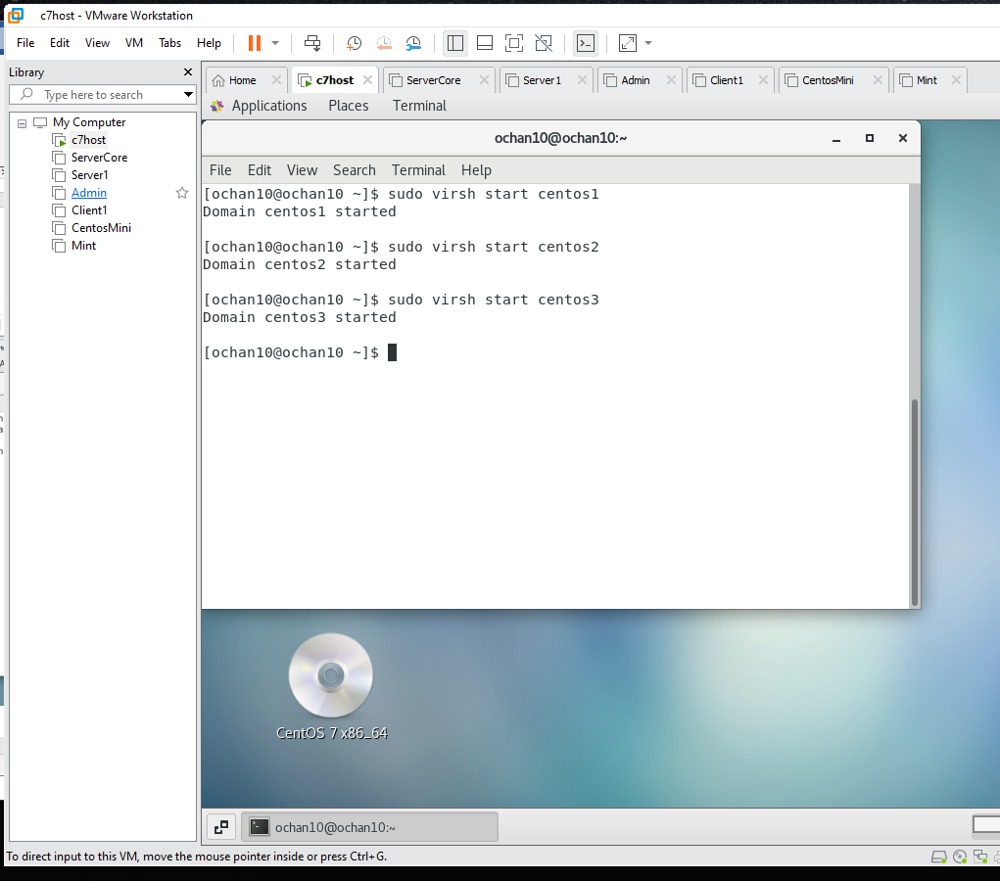 c7host - VMware Workstation
File Edit View VM Tabs Help
Library
Type here to search
My Computer
c7host
ServerCore
Server1
Admin
Client1
CentosMini
Mint
Home c7host ServerCore Server1 Admin Client1 CentosMini Mint
Applications Places Terminal
ochan10@ochan10:~
File Edit View Search Terminal Help
[ochan10@ochan10 ~]$ sudo virsh start centos1
Domain centos1 started
[ochan10@ochan10 ~]$ sudo virsh start centos2
Domain centos2 started
[ochan10@ochan10 ~]$ sudo virsh start centos3
Domain centos3 started
[ochan10@ochan10 ~]$
CentOS 7 x86_64
ochan10@ochan10:~
To direct input to this VM, move the mouse pointer inside or press Ctrl+G.